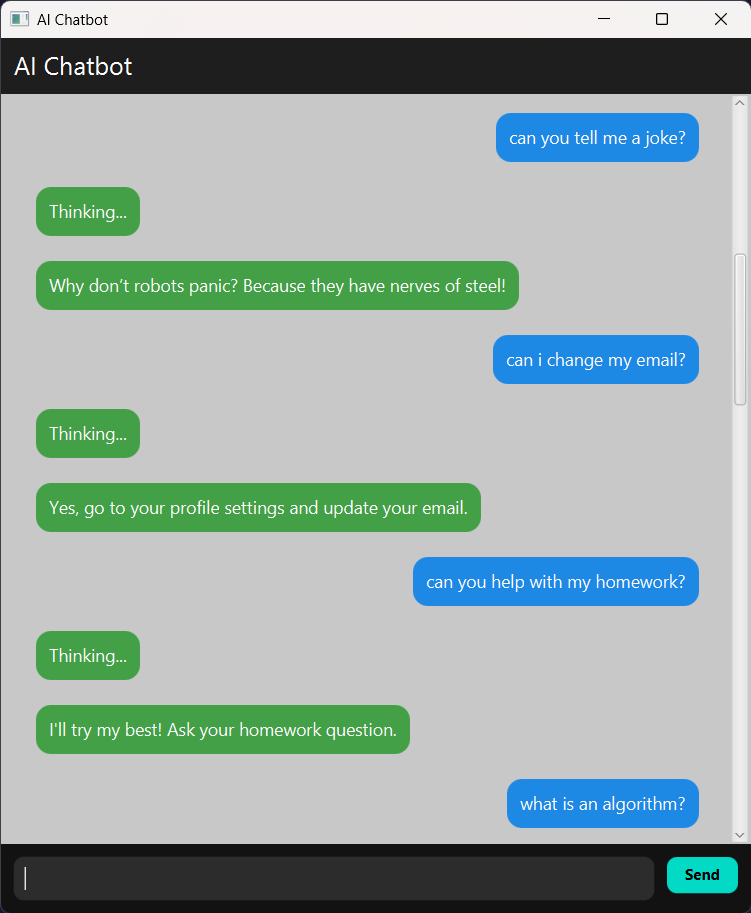 AI Chatbot
AI Chatbot
can you tell me a joke?
Thinking...
Why don’t robots panic? Because they have nerves of steel!
can i change my email?
Thinking...
Yes, go to your profile settings and update your email.
can you help with my homework?
Thinking...
I'll try my best! Ask your homework question.
what is an algorithm?
Send